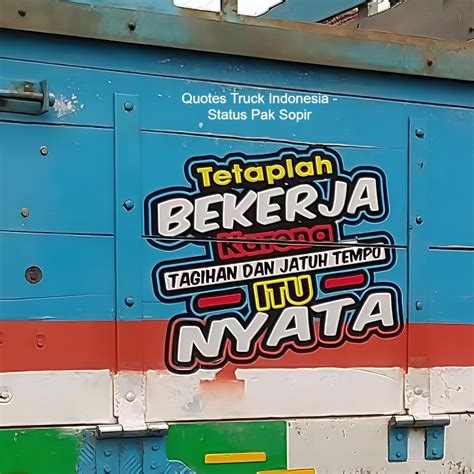 Quotes Truck Indonesia -
Status Pak Sopir
Tetaplah
BEKERJA
Karena
TAGIHAN DAN JATUH TEMPO
ITU
NYATA